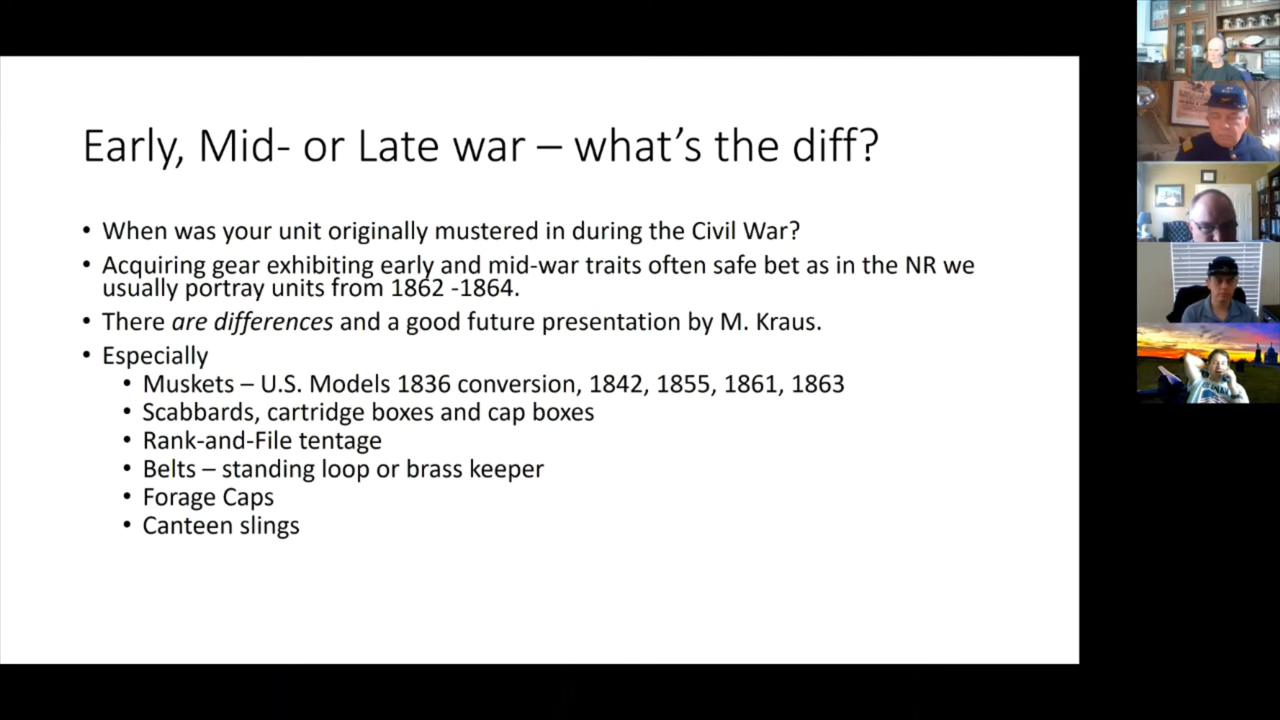 Early, Mid- or Late war – what's the diff?
• When was your unit originally mustered in during the Civil War?
• Acquiring gear exhibiting early and mid-war traits often safe bet as in the NR we
usually portray units from 1862 -1864.
• There are differences and a good future presentation by M. Kraus.
• Especially
• Muskets – U.S. Models 1836 conversion, 1842, 1855, 1861, 1863
• Scabbards, cartridge boxes and cap boxes
• Rank-and-File tentage
• Belts – standing loop or brass keeper
• Forage Caps
• Canteen slings